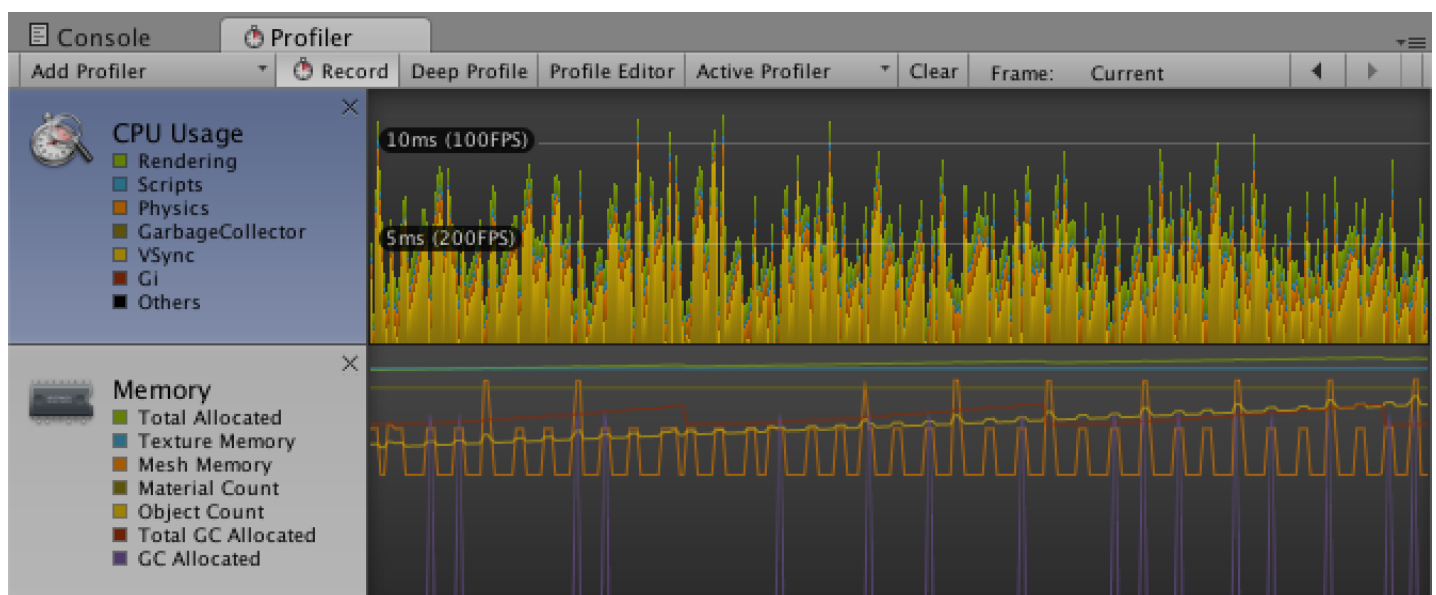 Console
Profiler
Add Profiler
Record
Deep Profile
Profile Editor
Active Profiler
Clear
Frame:
Current
CPU Usage
Rendering
Scripts
Physics
GarbageCollector
VSync
Gi
Others
10ms (100FPS)
5ms (200FPS)
Memory
Total Allocated
Texture Memory
Mesh Memory
Material Count
Object Count
Total GC Allocated
GC Allocated